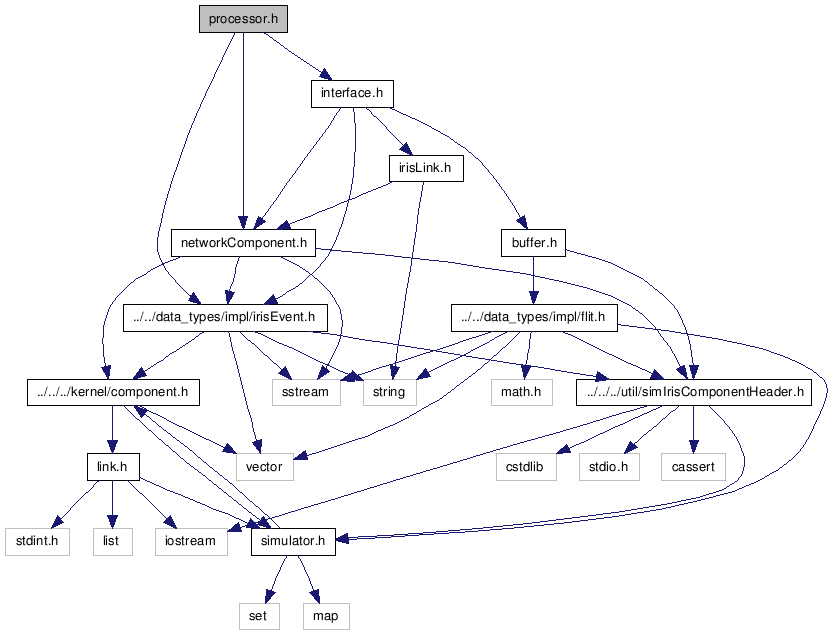 processor.h
interface.h
irisLink.h
networkComponent.h
buffer.h
../../data_types/impl/irisEvent.h
../../data_types/impl/flit.h
../../../kernel/component.h
sstream
string
math.h
../../../util/simIrisComponentHeader.h
link.h
vector
cstdlib
stdio.h
cassert
stdint.h
list
iostream
simulator.h
set
map